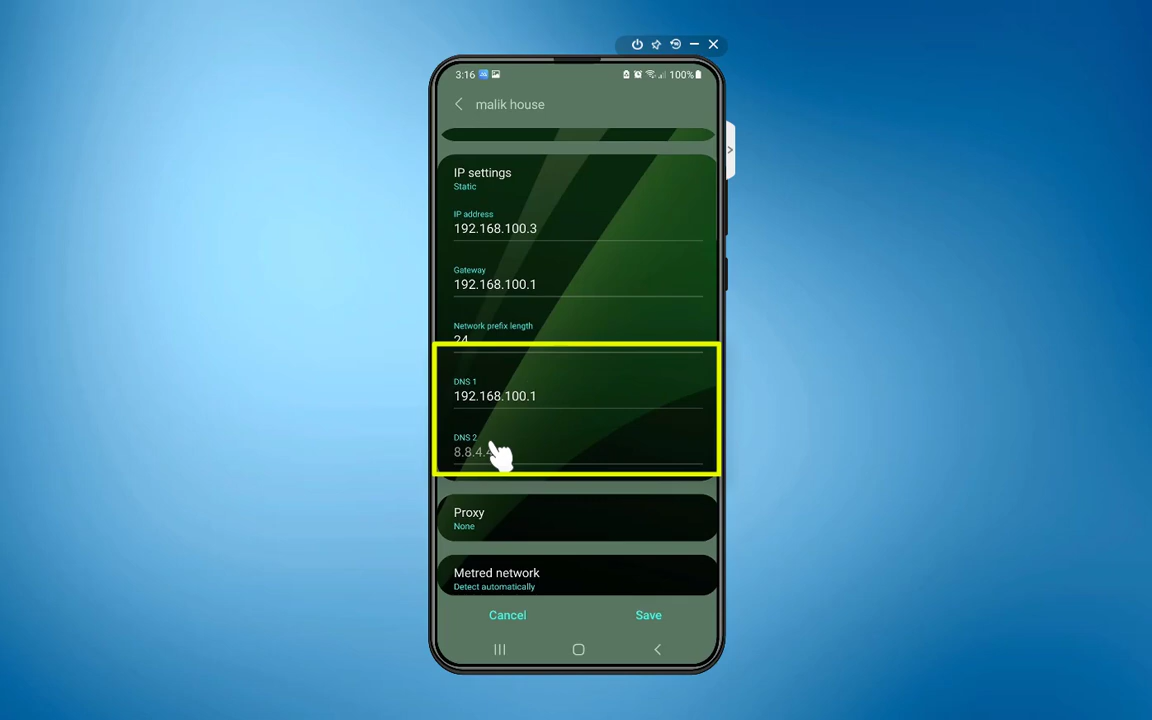 3:16
100%
malik house
IP settings
Static
IP address
192.168.100.3
Gateway
192.168.100.1
Network prefix length
24
DNS 1
192.168.100.1
DNS 2
8.8.4.4
Proxy
None
Metred network
Detect automatically
Cancel
Save